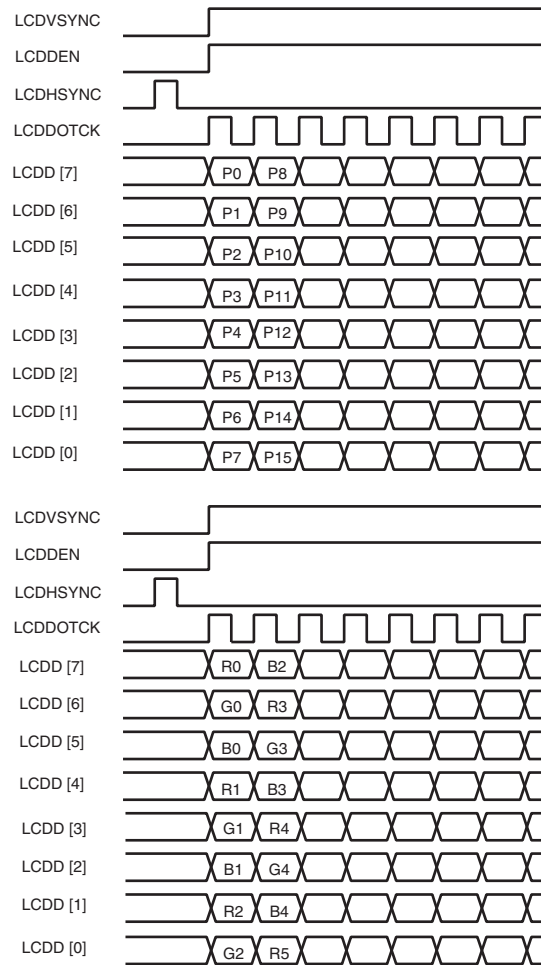 LCDVSYNC
LCDDEN
LCDHSYNC
LCDDOTCK
LCDD [7] P0 P8
LCDD [6] P1 P9
LCDD [5] P2 P10
LCDD [4] P3 P11
LCDD [3] P4 P12
LCDD [2] P5 P13
LCDD [1] P6 P14
LCDD [0] P7 P15
LCDVSYNC
LCDDEN
LCDHSYNC
LCDDOTCK
LCDD [7] R0 B2
LCDD [6] G0 R3
LCDD [5] B0 G3
LCDD [4] R1 B3
LCDD [3] G1 R4
LCDD [2] B1 G4
LCDD [1] R2 B4
LCDD [0] G2 R5